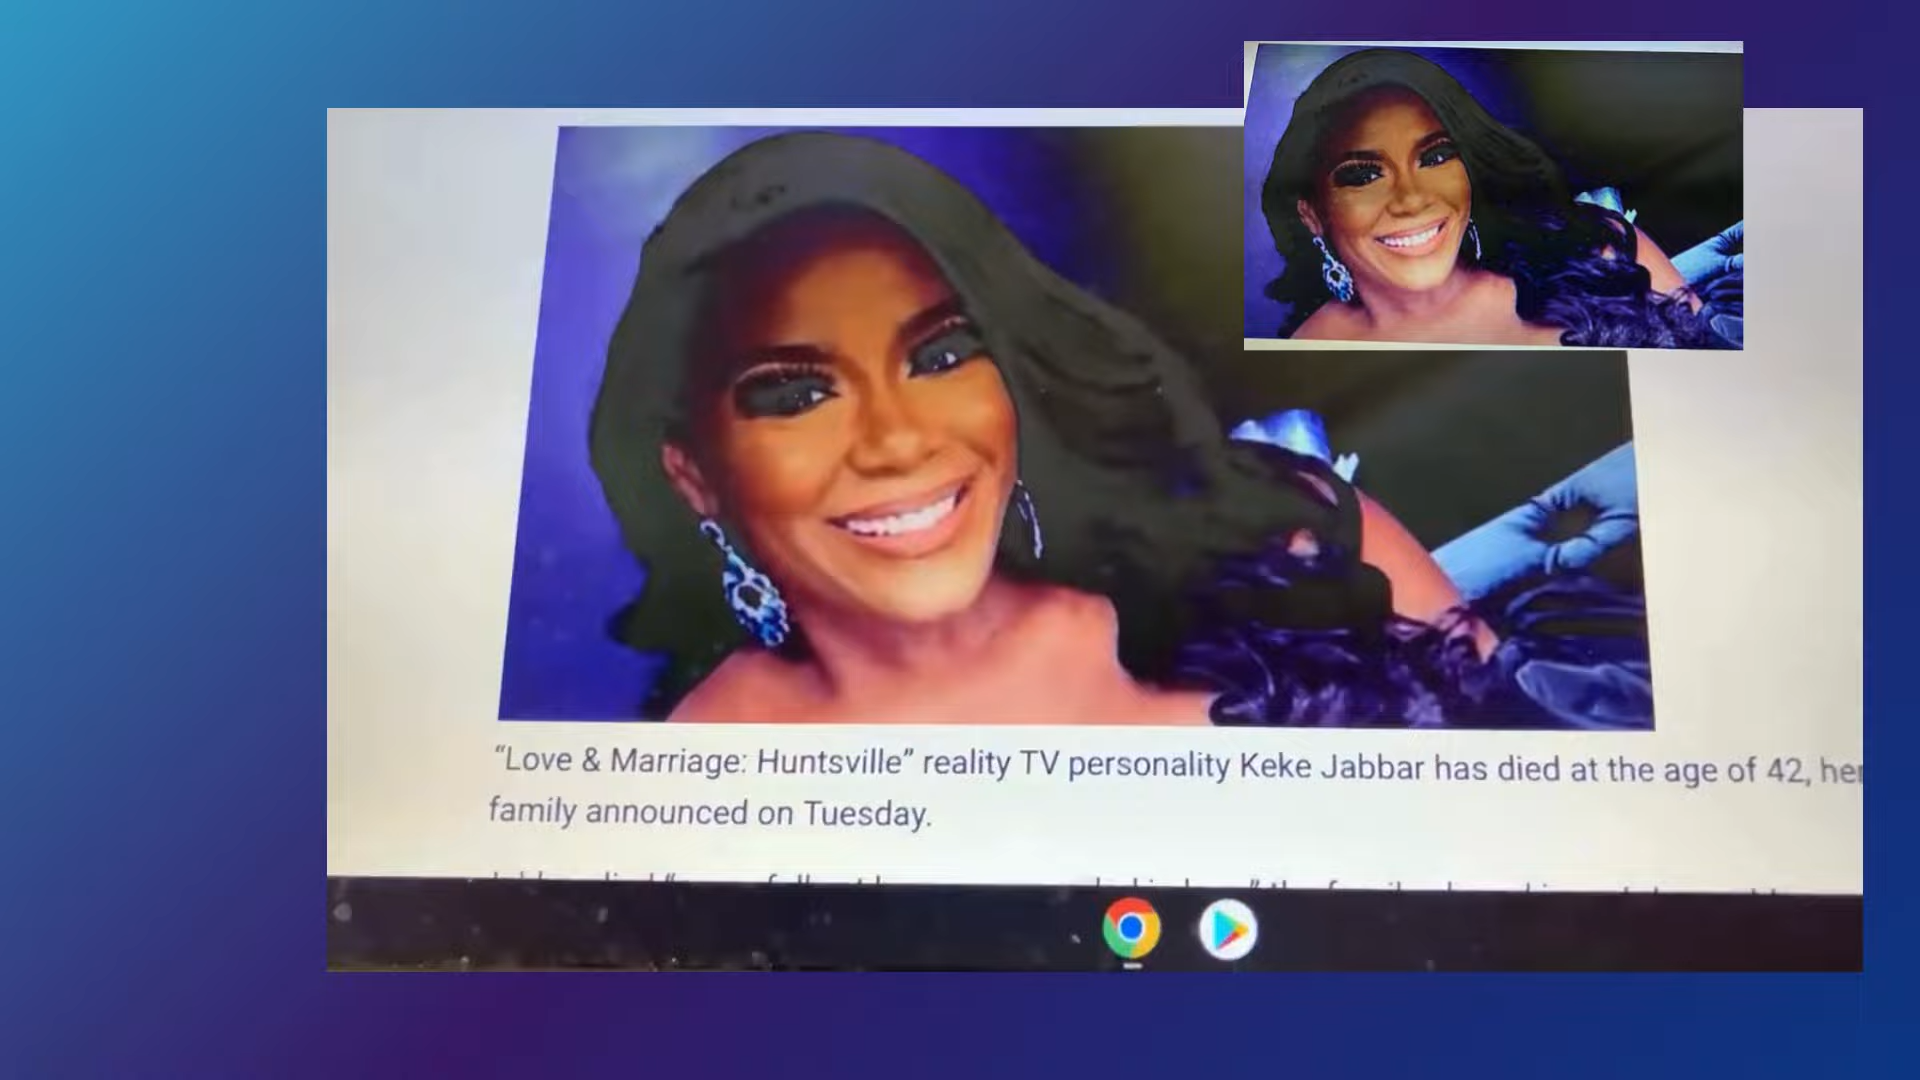 “Love & Marriage: Huntsville” reality TV personality Keke Jabbar has died at the age of 42, her
family announced on Tuesday.